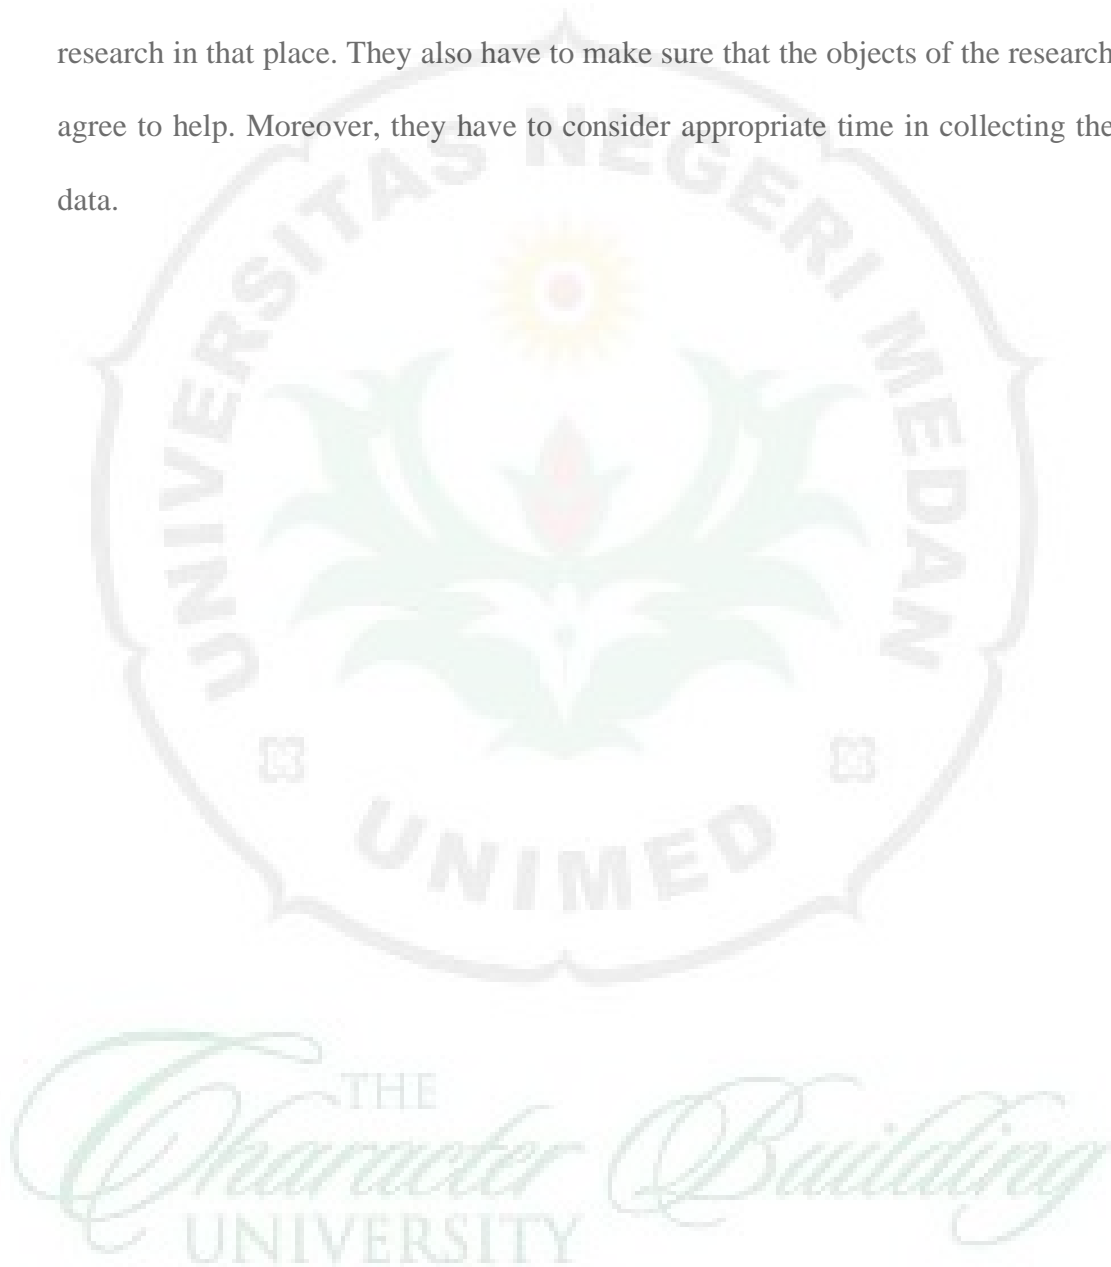 research in that place. They also have to make sure that the objects of the research
agree to help. Moreover, they have to consider appropriate time in collecting the
data.
UNIVERSITAS NEGERI MEDAN
UNIMED
THE
Character Building
UNIVERSITY